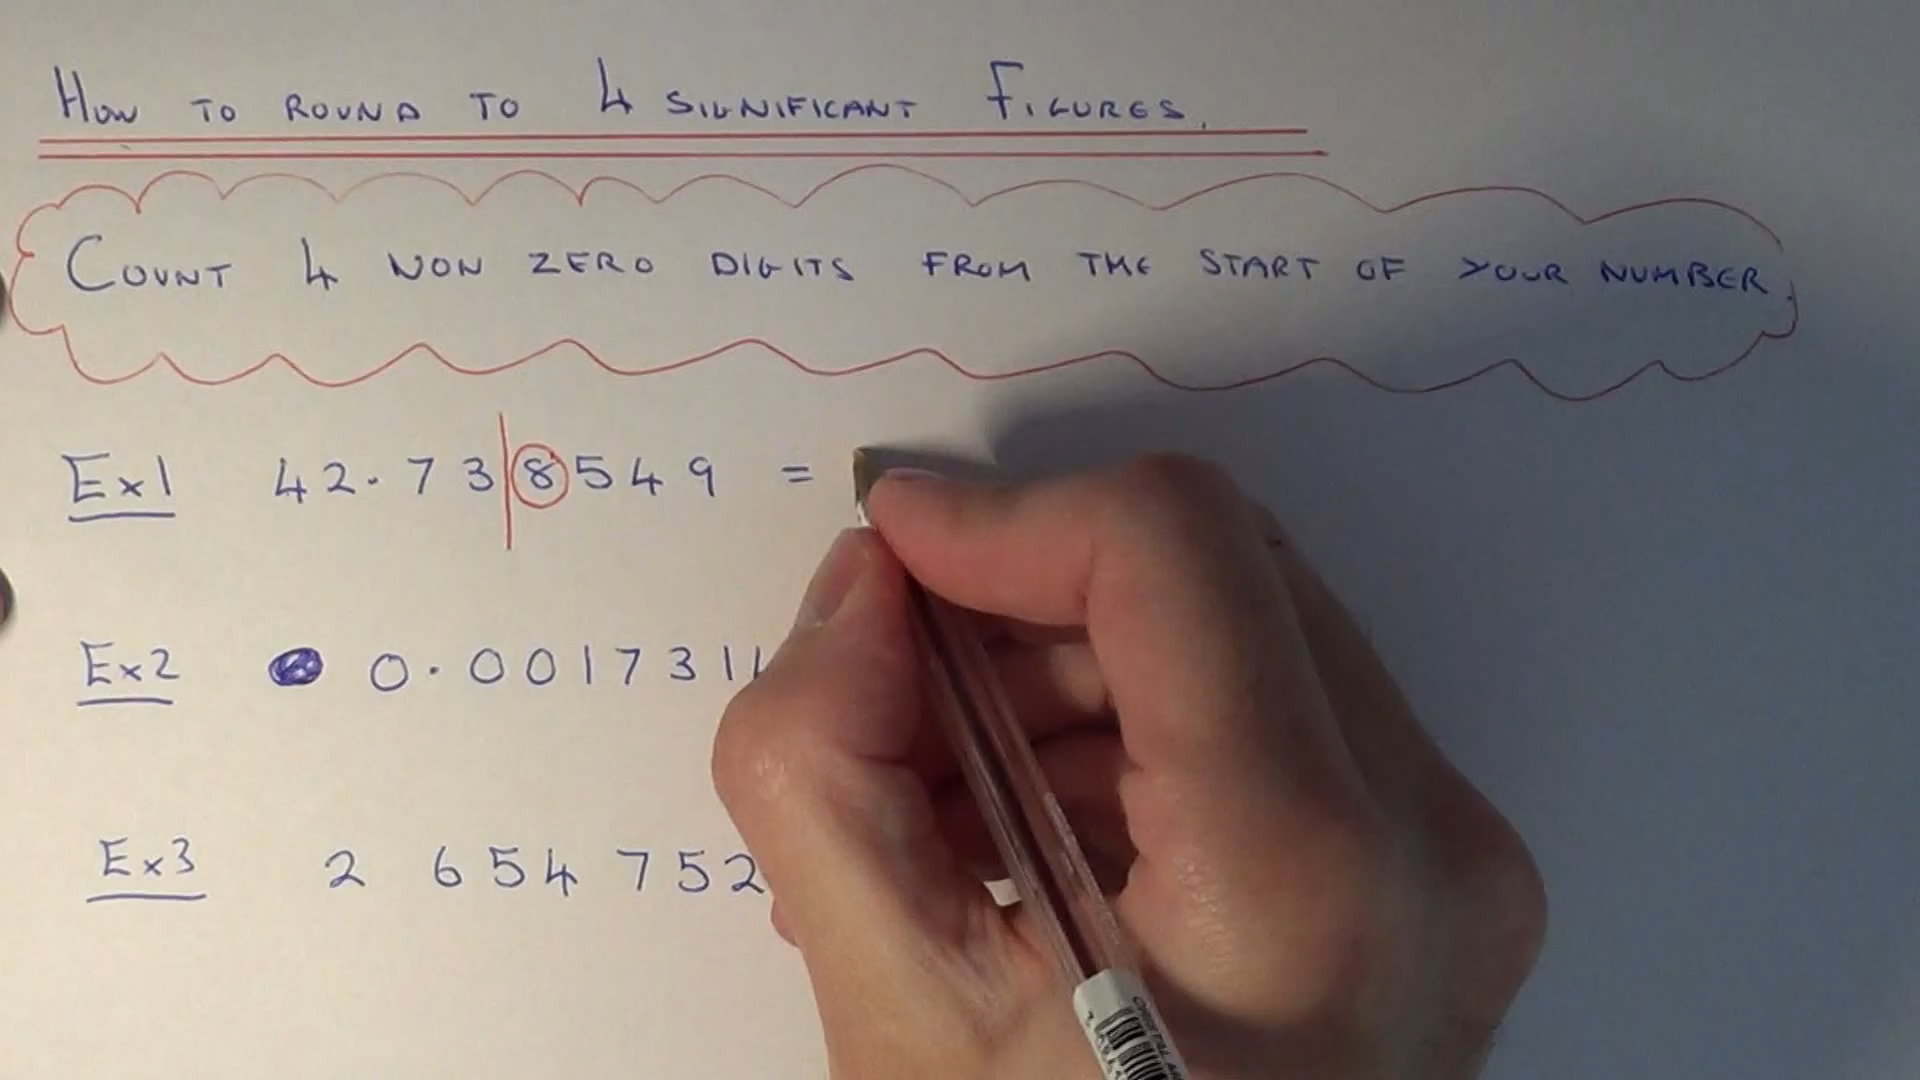 How TO ROUND TO 4 SIGNIFICANT FIGURES.
COUNT 4 NON ZERO DIGITS FROM THE START OF YOUR NUMBER.
Ex1 42.738549 =
Ex2 0.0017311
Ex3 2 654 752